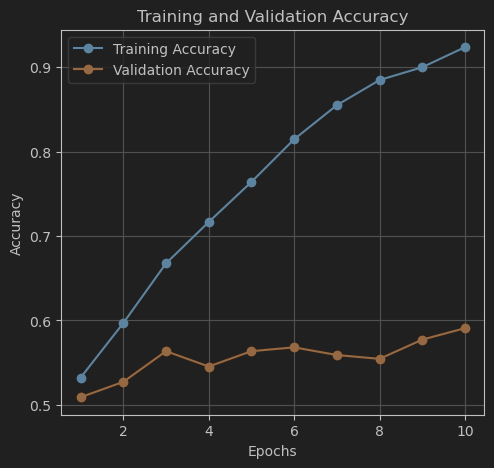 Training and Validation Accuracy
Training Accuracy
Validation Accuracy
0.9
0.8
0.7
0.6
0.5
Accuracy
2 4 6 8 10
Epochs